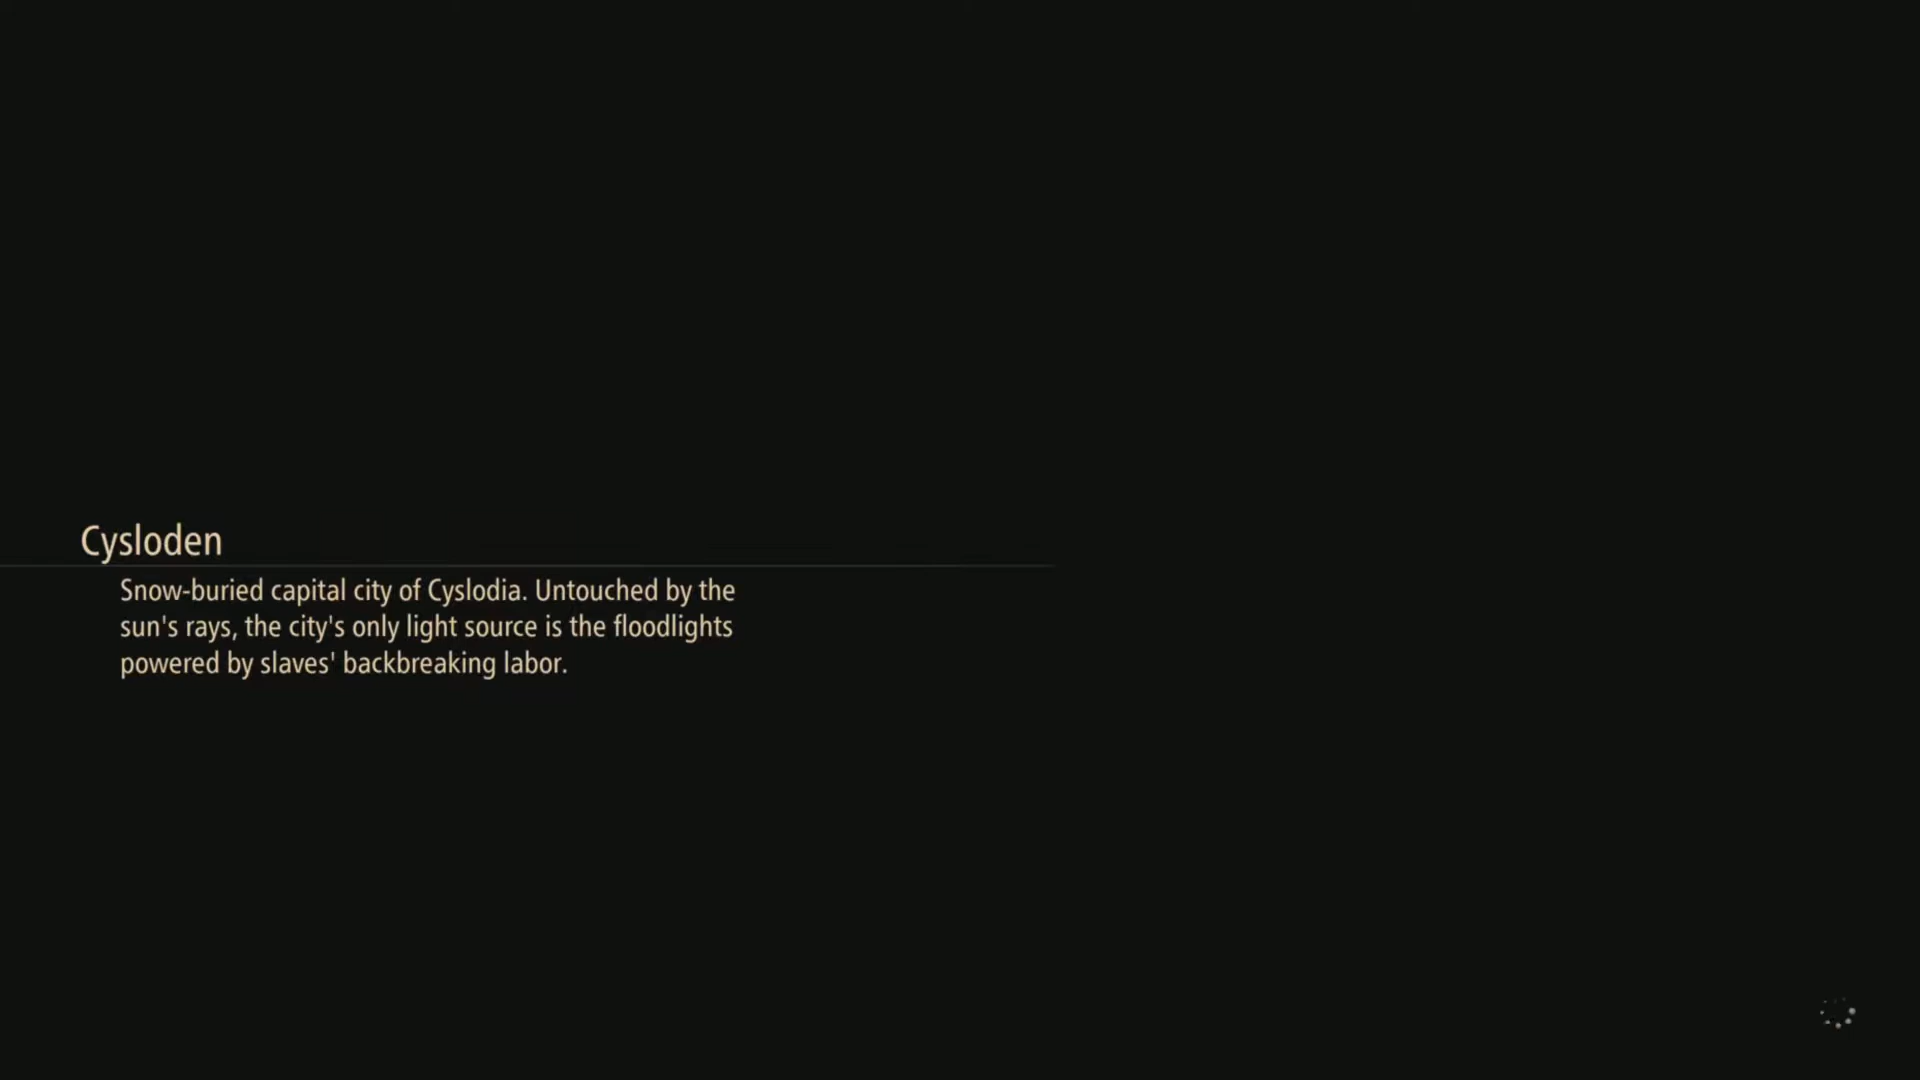 Cysloden
Snow-buried capital city of Cyslodia. Untouched by the
sun's rays, the city's only light source is the floodlights
powered by slaves' backbreaking labor.